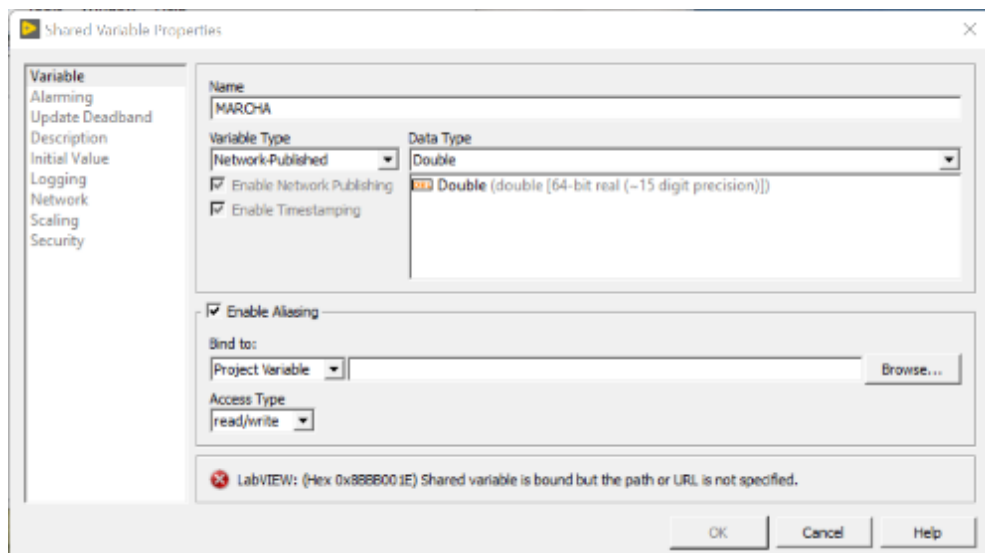 Shared Variable Properties
Variable
Alarming
Update Deadband
Description
Initial Value
Logging
Network
Scaling
Security
Name
MARCHA
Variable Type
Data Type
Network-Published
Double
Enable Network Publishing
Double (double [64-bit real (~15 digit precision)])
Enable Timestamping
Enable Aliasing
Bind to:
Project Variable
Browse...
Access Type
read/write
LabVIEW: (Hex 0x8BBB001E) Shared variable is bound but the path or URL is not specified.
OK
Cancel
Help